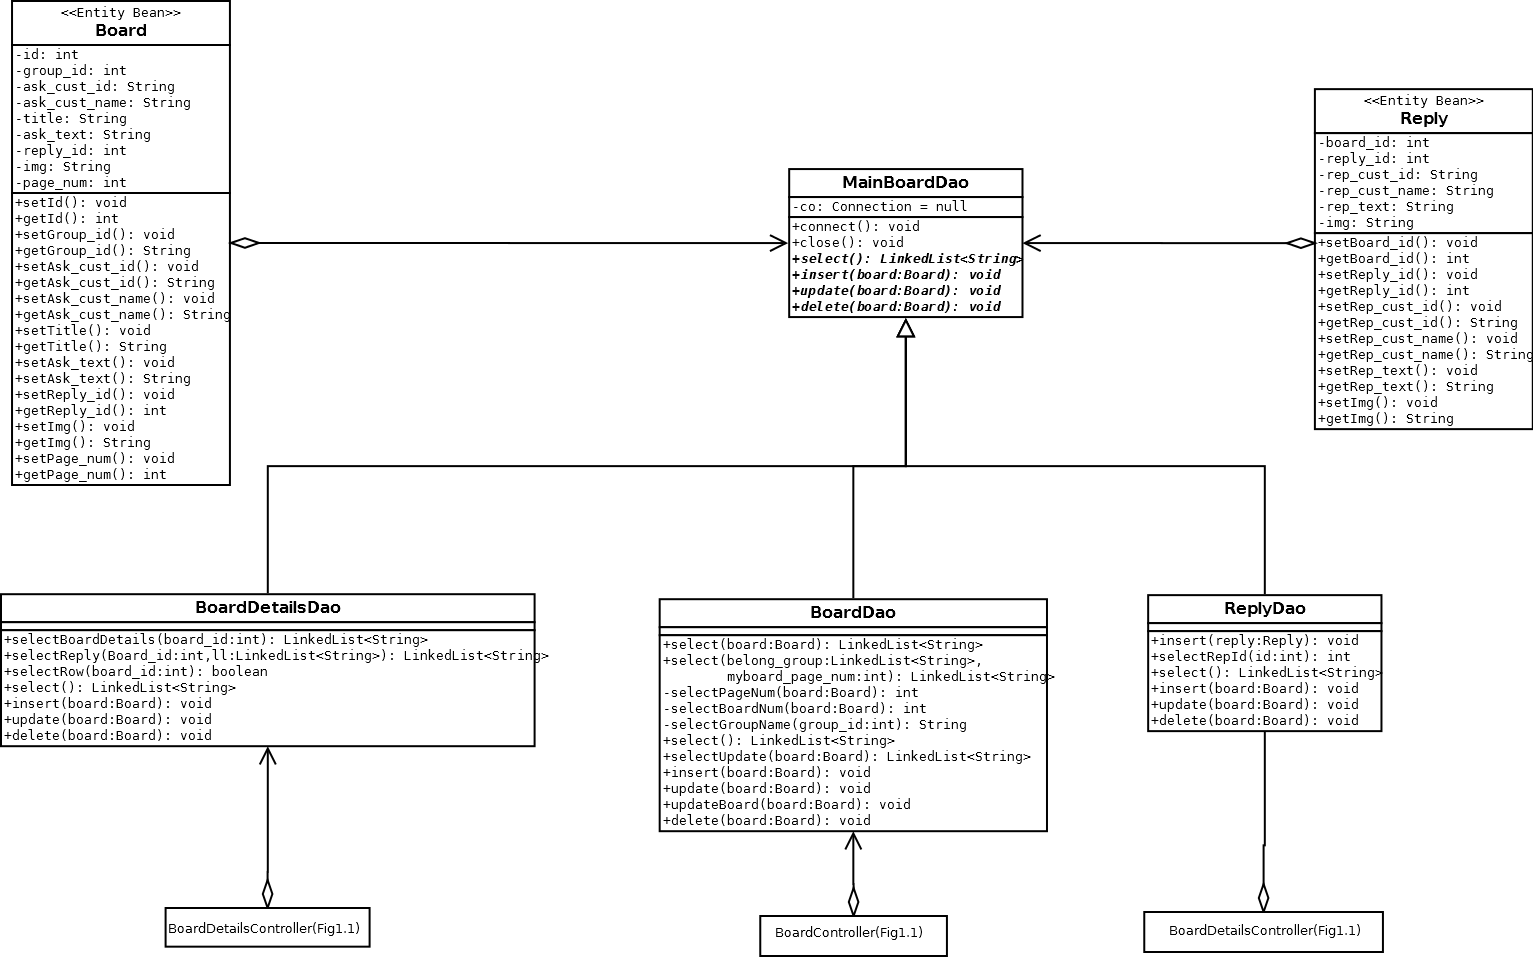 <<Entity Bean>>
Board
-id: int
-group_id: int
-ask_cust_id: String
-ask_cust_name: String
-title: String
-ask_text: String
-reply_id: int
-img: String
-page_num: int
+setId(): void
+getId(): int
+setGroup_id(): void
+getGroup_id(): String
+setAsk_cust_id(): void
+getAsk_cust_id(): String
+setAsk_cust_name(): void
+getAsk_cust_name(): String
+setTitle(): void
+getTitle(): String
+setAsk_text(): void
+setAsk_text(): String
+setReply_id(): void
+getReply_id(): int
+setImg(): void
+getImg(): String
+setPage_num(): void
+getPage_num(): int
MainBoardDao
-co: Connection = null
+connect(): void
+close(): void
+select(): LinkedList<String>
+insert(board:Board): void
+update(board:Board): void
+delete(board:Board): void
<<Entity Bean>>
Reply
-board_id: int
-reply_id: int
-rep_cust_id: String
-rep_cust_name: String
-rep_text: String
-img: String
+setBoard_id(): void
+getBoard_id(): int
+setReply_id(): void
+getReply_id(): int
+setRep_cust_id(): void
+getRep_cust_id(): String
+setRep_cust_name(): void
+getRep_cust_name(): String
+setRep_text(): void
+getRep_text(): String
+setImg(): void
+getImg(): String
BoardDetailsDao
+selectBoardDetails(board_id:int): LinkedList<String>
+selectReply(Board_id:int,ll:LinkedList<String>): LinkedList<String>
+selectRow(board_id:int): boolean
+select(): LinkedList<String>
+insert(board:Board): void
+update(board:Board): void
+delete(board:Board): void
BoardDao
+select(board:Board): LinkedList<String>
+select(belong_group:LinkedList<String>,
myboard_page_num:int): LinkedList<String>
-selectPageNum(board:Board): int
-selectBoardNum(board:Board): int
-selectGroupName(group_id:int): String
+select(): LinkedList<String>
+selectUpdate(board:Board): LinkedList<String>
+insert(board:Board): void
+update(board:Board): void
+updateBoard(board:Board): void
+delete(board:Board): void
ReplyDao
+insert(reply:Reply): void
+selectRepId(id:int): int
+select(): LinkedList<String>
+insert(board:Board): void
+update(board:Board): void
+delete(board:Board): void
BoardDetailsController(Fig1.1)
BoardController(Fig1.1)
BoardDetailsController(Fig1.1)